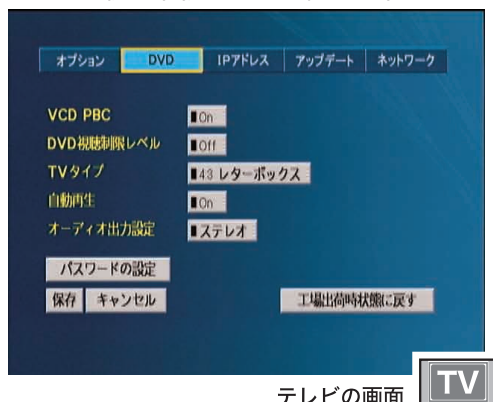 オプション DVD IPアドレス アップデート ネットワーク
VCD PBC On
DVD視聴制限レベル Off
TVタイプ 4:3 レターボックス
自動再生 On
オーディオ出力設定 ステレオ
パスワードの設定
保存 キャンセル 工場出荷時状態に戻す
テレビの画面 TV